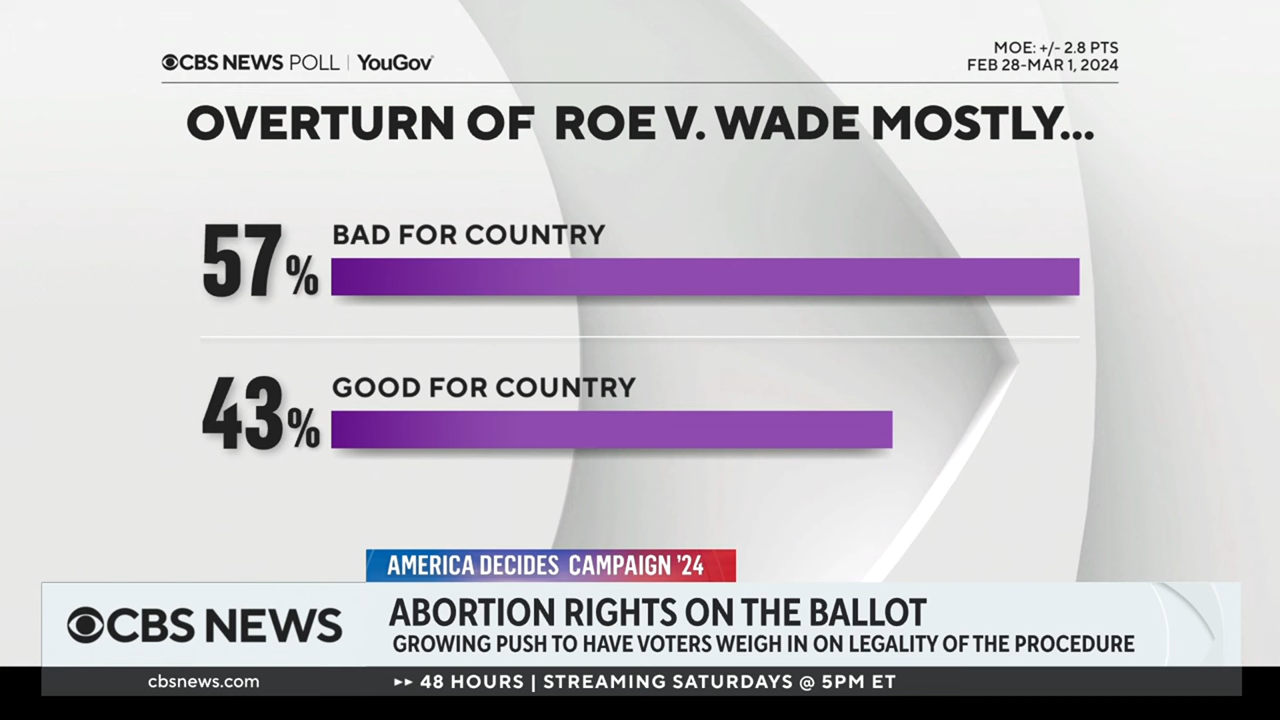 CBS NEWS POLL | YouGov
MOE: +/- 2.8 PTS
FEB 28-MAR 1, 2024
OVERTURN OF ROE V. WADE MOSTLY...
57%
BAD FOR COUNTRY
43%
GOOD FOR COUNTRY
AMERICA DECIDES CAMPAIGN '24
CBS NEWS
ABORTION RIGHTS ON THE BALLOT
GROWING PUSH TO HAVE VOTERS WEIGH IN ON LEGALITY OF THE PROCEDURE
cbsnews.com
48 HOURS | STREAMING SATURDAYS @ 5PM ET